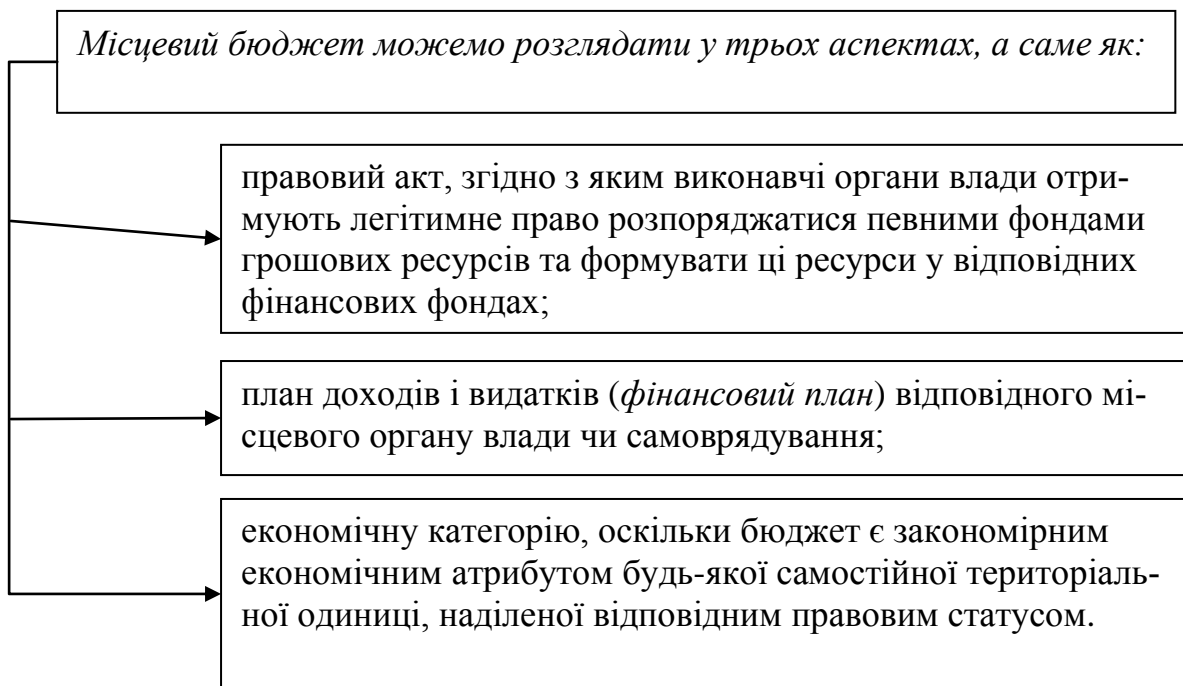 Місцевий бюджет можемо розглядати у трьох аспектах, а саме як:
правовий акт, згідно з яким виконавчі органи влади отри-
мують легітимне право розпоряджатися певними фондами
грошових ресурсів та формувати ці ресурси у відповідних
фінансових фондах;
план доходів і видатків (фінансовий план) відповідного мі-
сцевого органу влади чи самоврядування;
економічну категорію, оскільки бюджет є закономірним
економічним атрибутом будь-якої самостійної територіаль-
ної одиниці, наділеної відповідним правовим статусом.